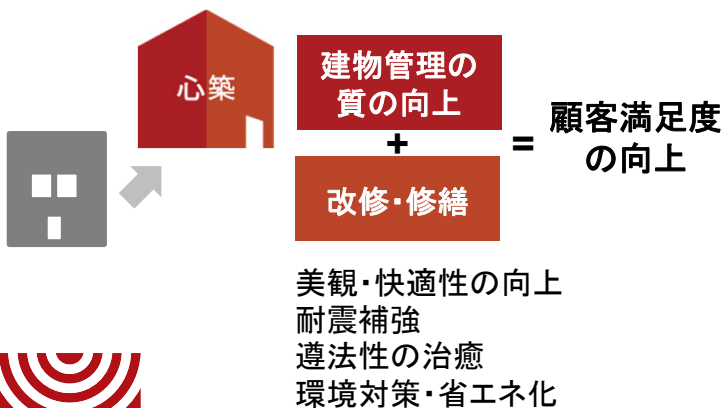 心築
建物管理の
質の向上
+
改修・修繕
=
顧客満足度
の向上
美観・快適性の向上
耐震補強
遵法性の治癒
環境対策・省エネ化